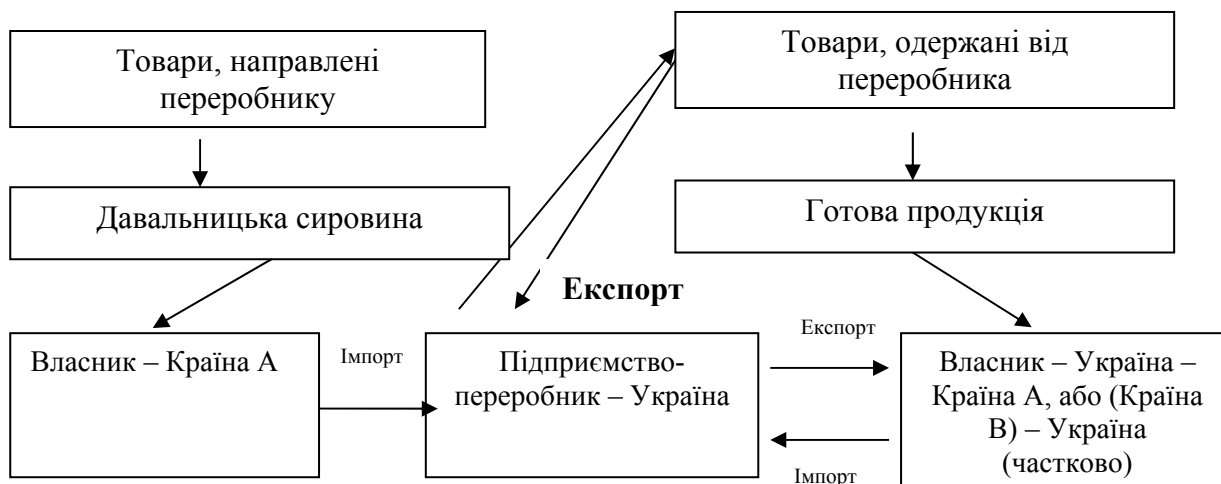 Товари, направлені
переробнику
Товари, одержані від
переробника
Давальницька сировина
Готова продукція
Експорт
Власник – Країна А
Імпорт
Підприємство-
переробник – Україна
Експорт
Імпорт
Власник – Україна –
Країна А, або (Країна
В) – Україна
(частково)